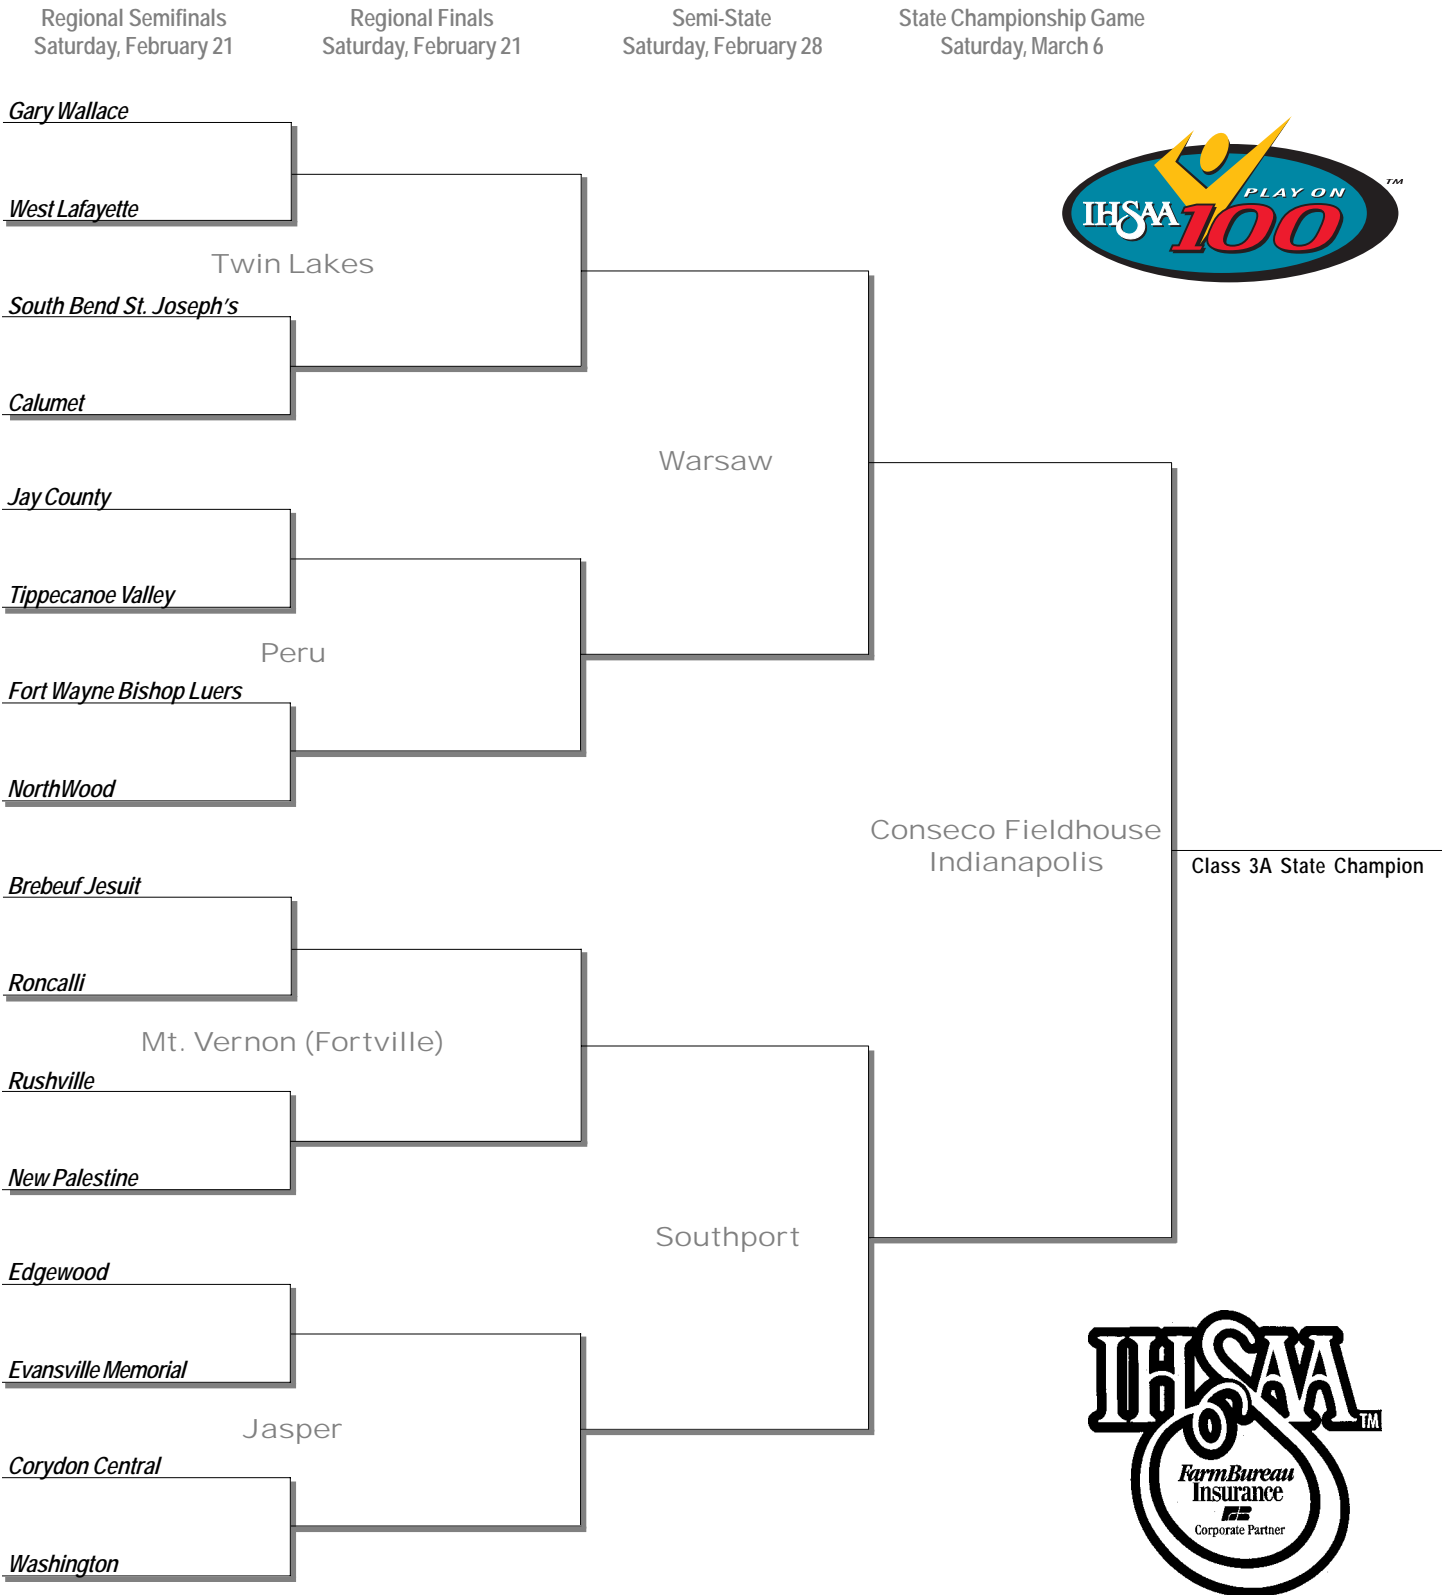 Regional Semifinals
Saturday, February 21
Regional Finals
Saturday, February 21
Semi-State
Saturday, February 28
State Championship Game
Saturday, March 6
Gary Wallace
West Lafayette
Twin Lakes
South Bend St. Joseph's
Calumet
IHSAA
PLAY ON
100
TM
Warsaw
Jay County
Tippecanoe Valley
Peru
Fort Wayne Bishop Luers
NorthWood
Conseco Fieldhouse
Indianapolis
Class 3A State Champion
Brebeuf Jesuit
Roncalli
Mt. Vernon (Fortville)
Rushville
New Palestine
Southport
Edgewood
Evansville Memorial
Jasper
Corydon Central
Washington
IHSAA
TM
Farm Bureau
Insurance
FB
Corporate Partner